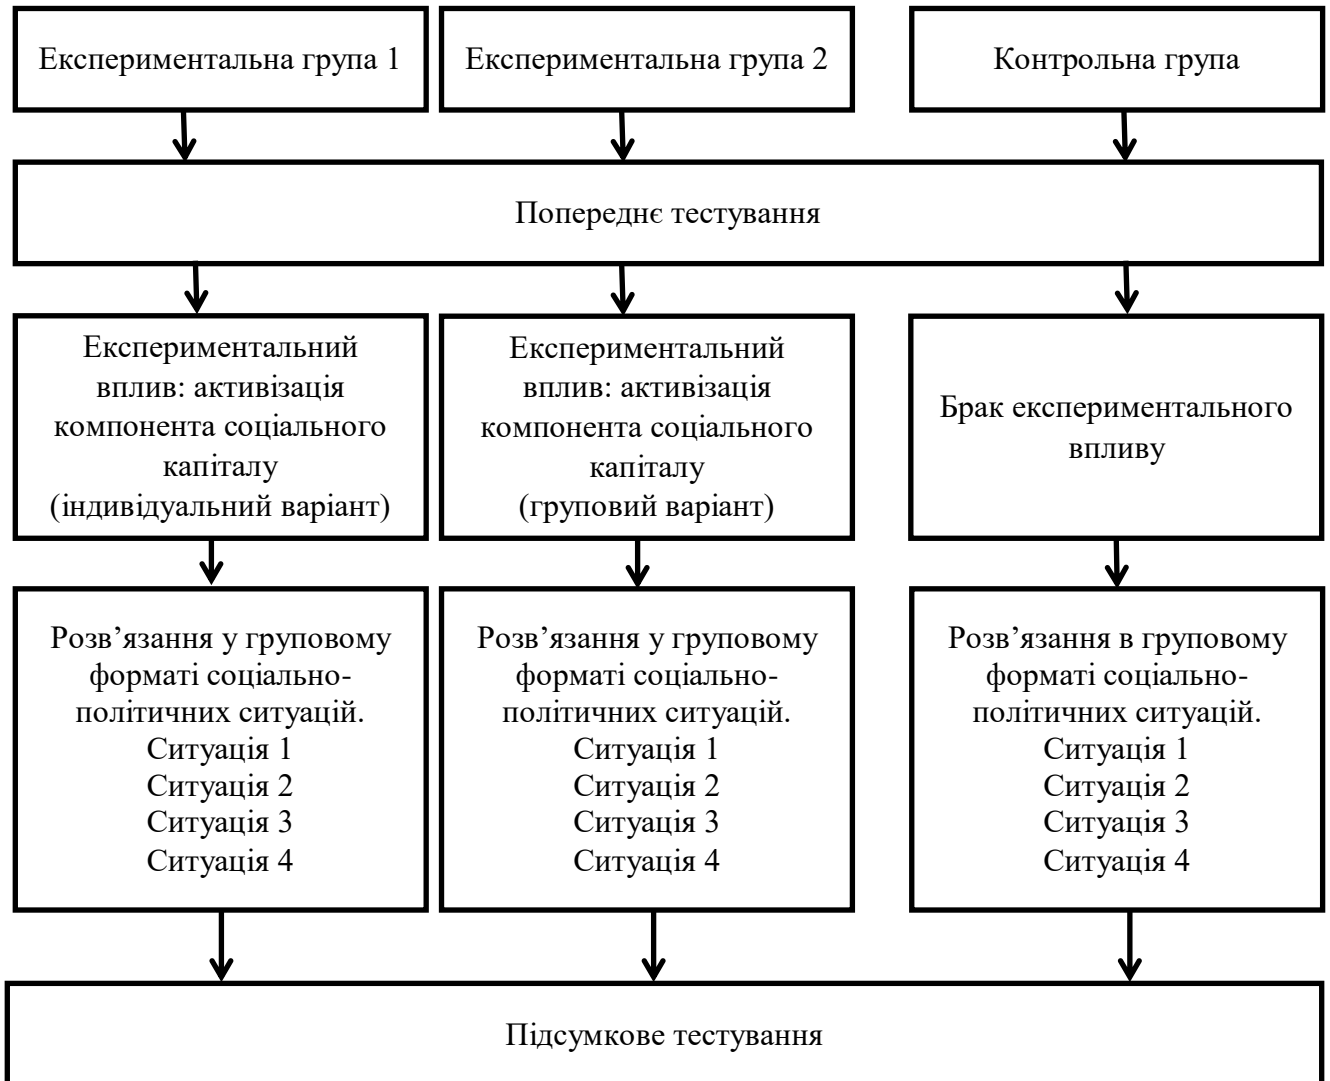 Експериментальна група 1
Експериментальна група 2
Контрольна група
Попереднє тестування
Експериментальний
вплив: активізація
компонента соціального
капіталу
(індивідуальний варіант)
Експериментальний
вплив: активізація
компонента соціального
капіталу
(груповий варіант)
Брак експериментального
впливу
Розв’язання у груповому
форматі соціально-
політичних ситуацій.
Ситуація 1
Ситуація 2
Ситуація 3
Ситуація 4
Розв’язання у груповому
форматі соціально-
політичних ситуацій.
Ситуація 1
Ситуація 2
Ситуація 3
Ситуація 4
Розв’язання в груповому
форматі соціально-
політичних ситуацій.
Ситуація 1
Ситуація 2
Ситуація 3
Ситуація 4
Підсумкове тестування